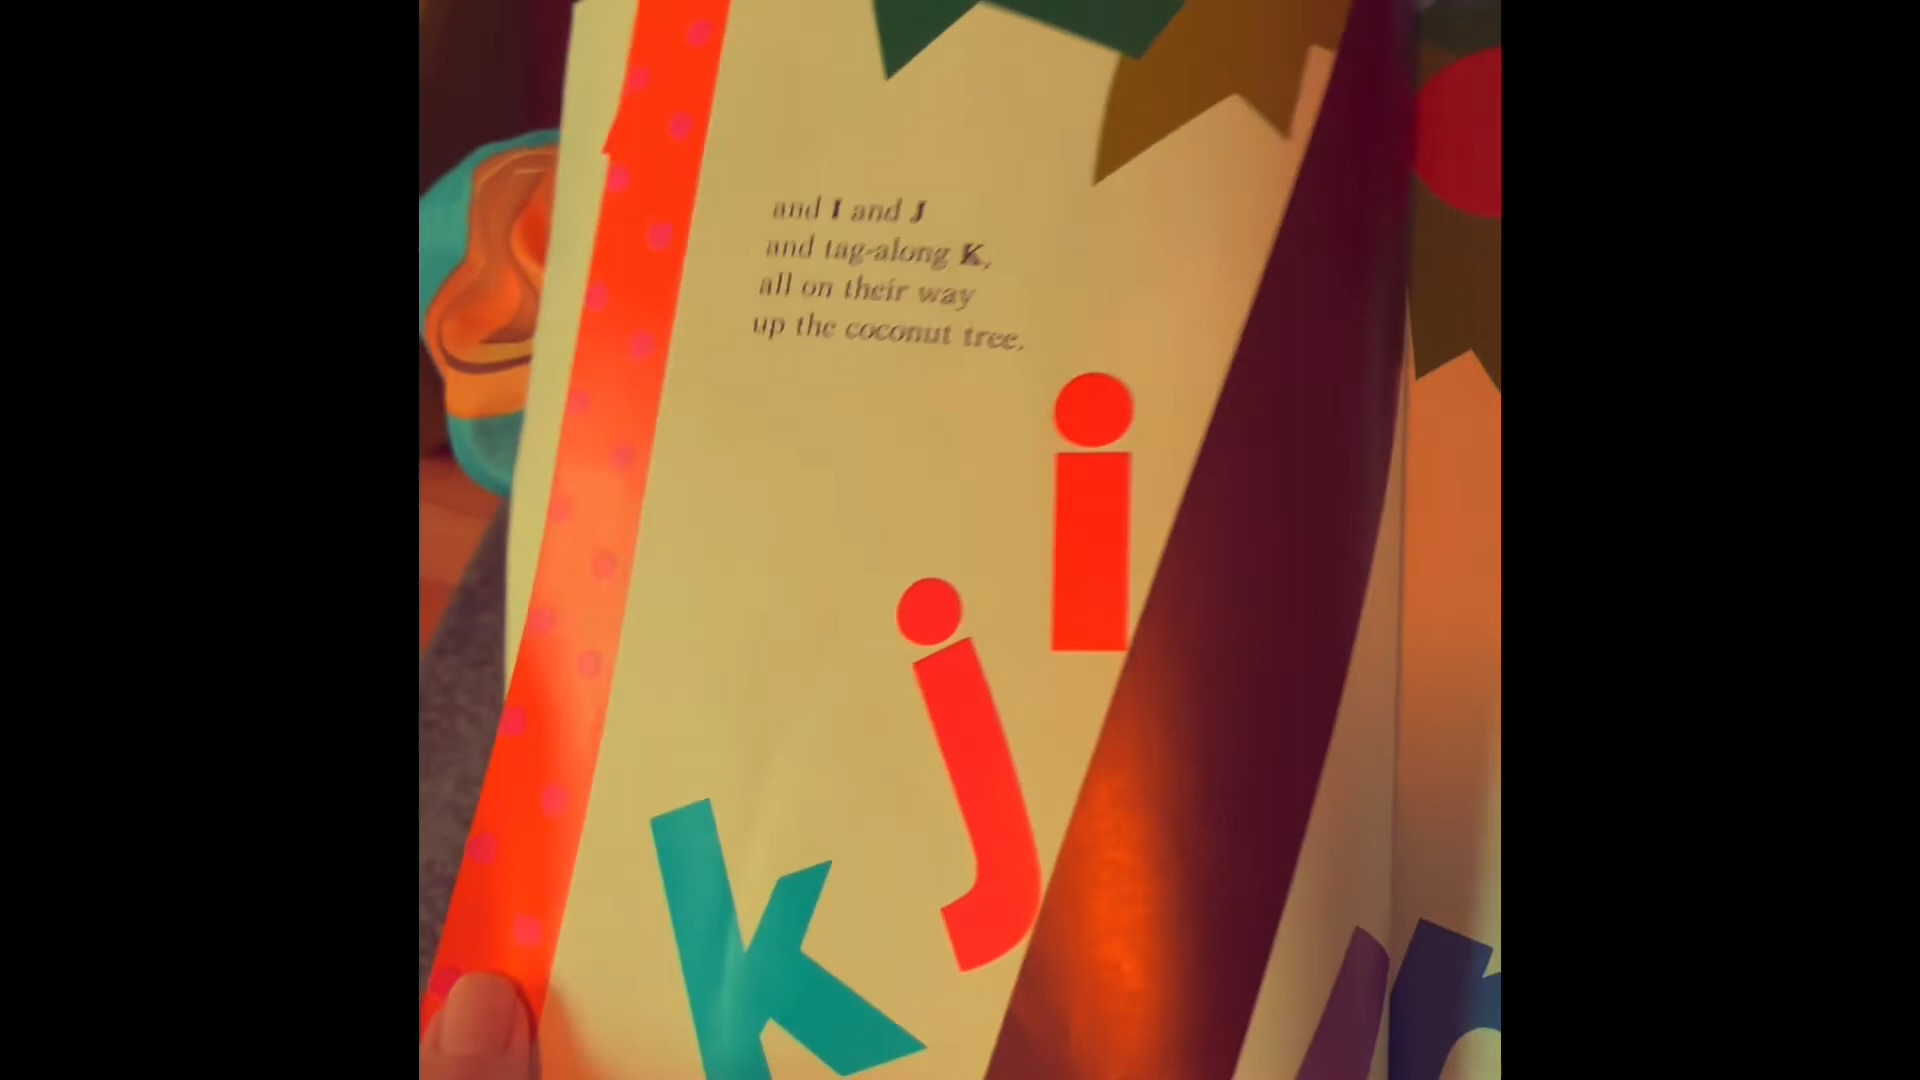 and I and J
and tag-along K,
all on their way
up the coconut tree.
i
j
k